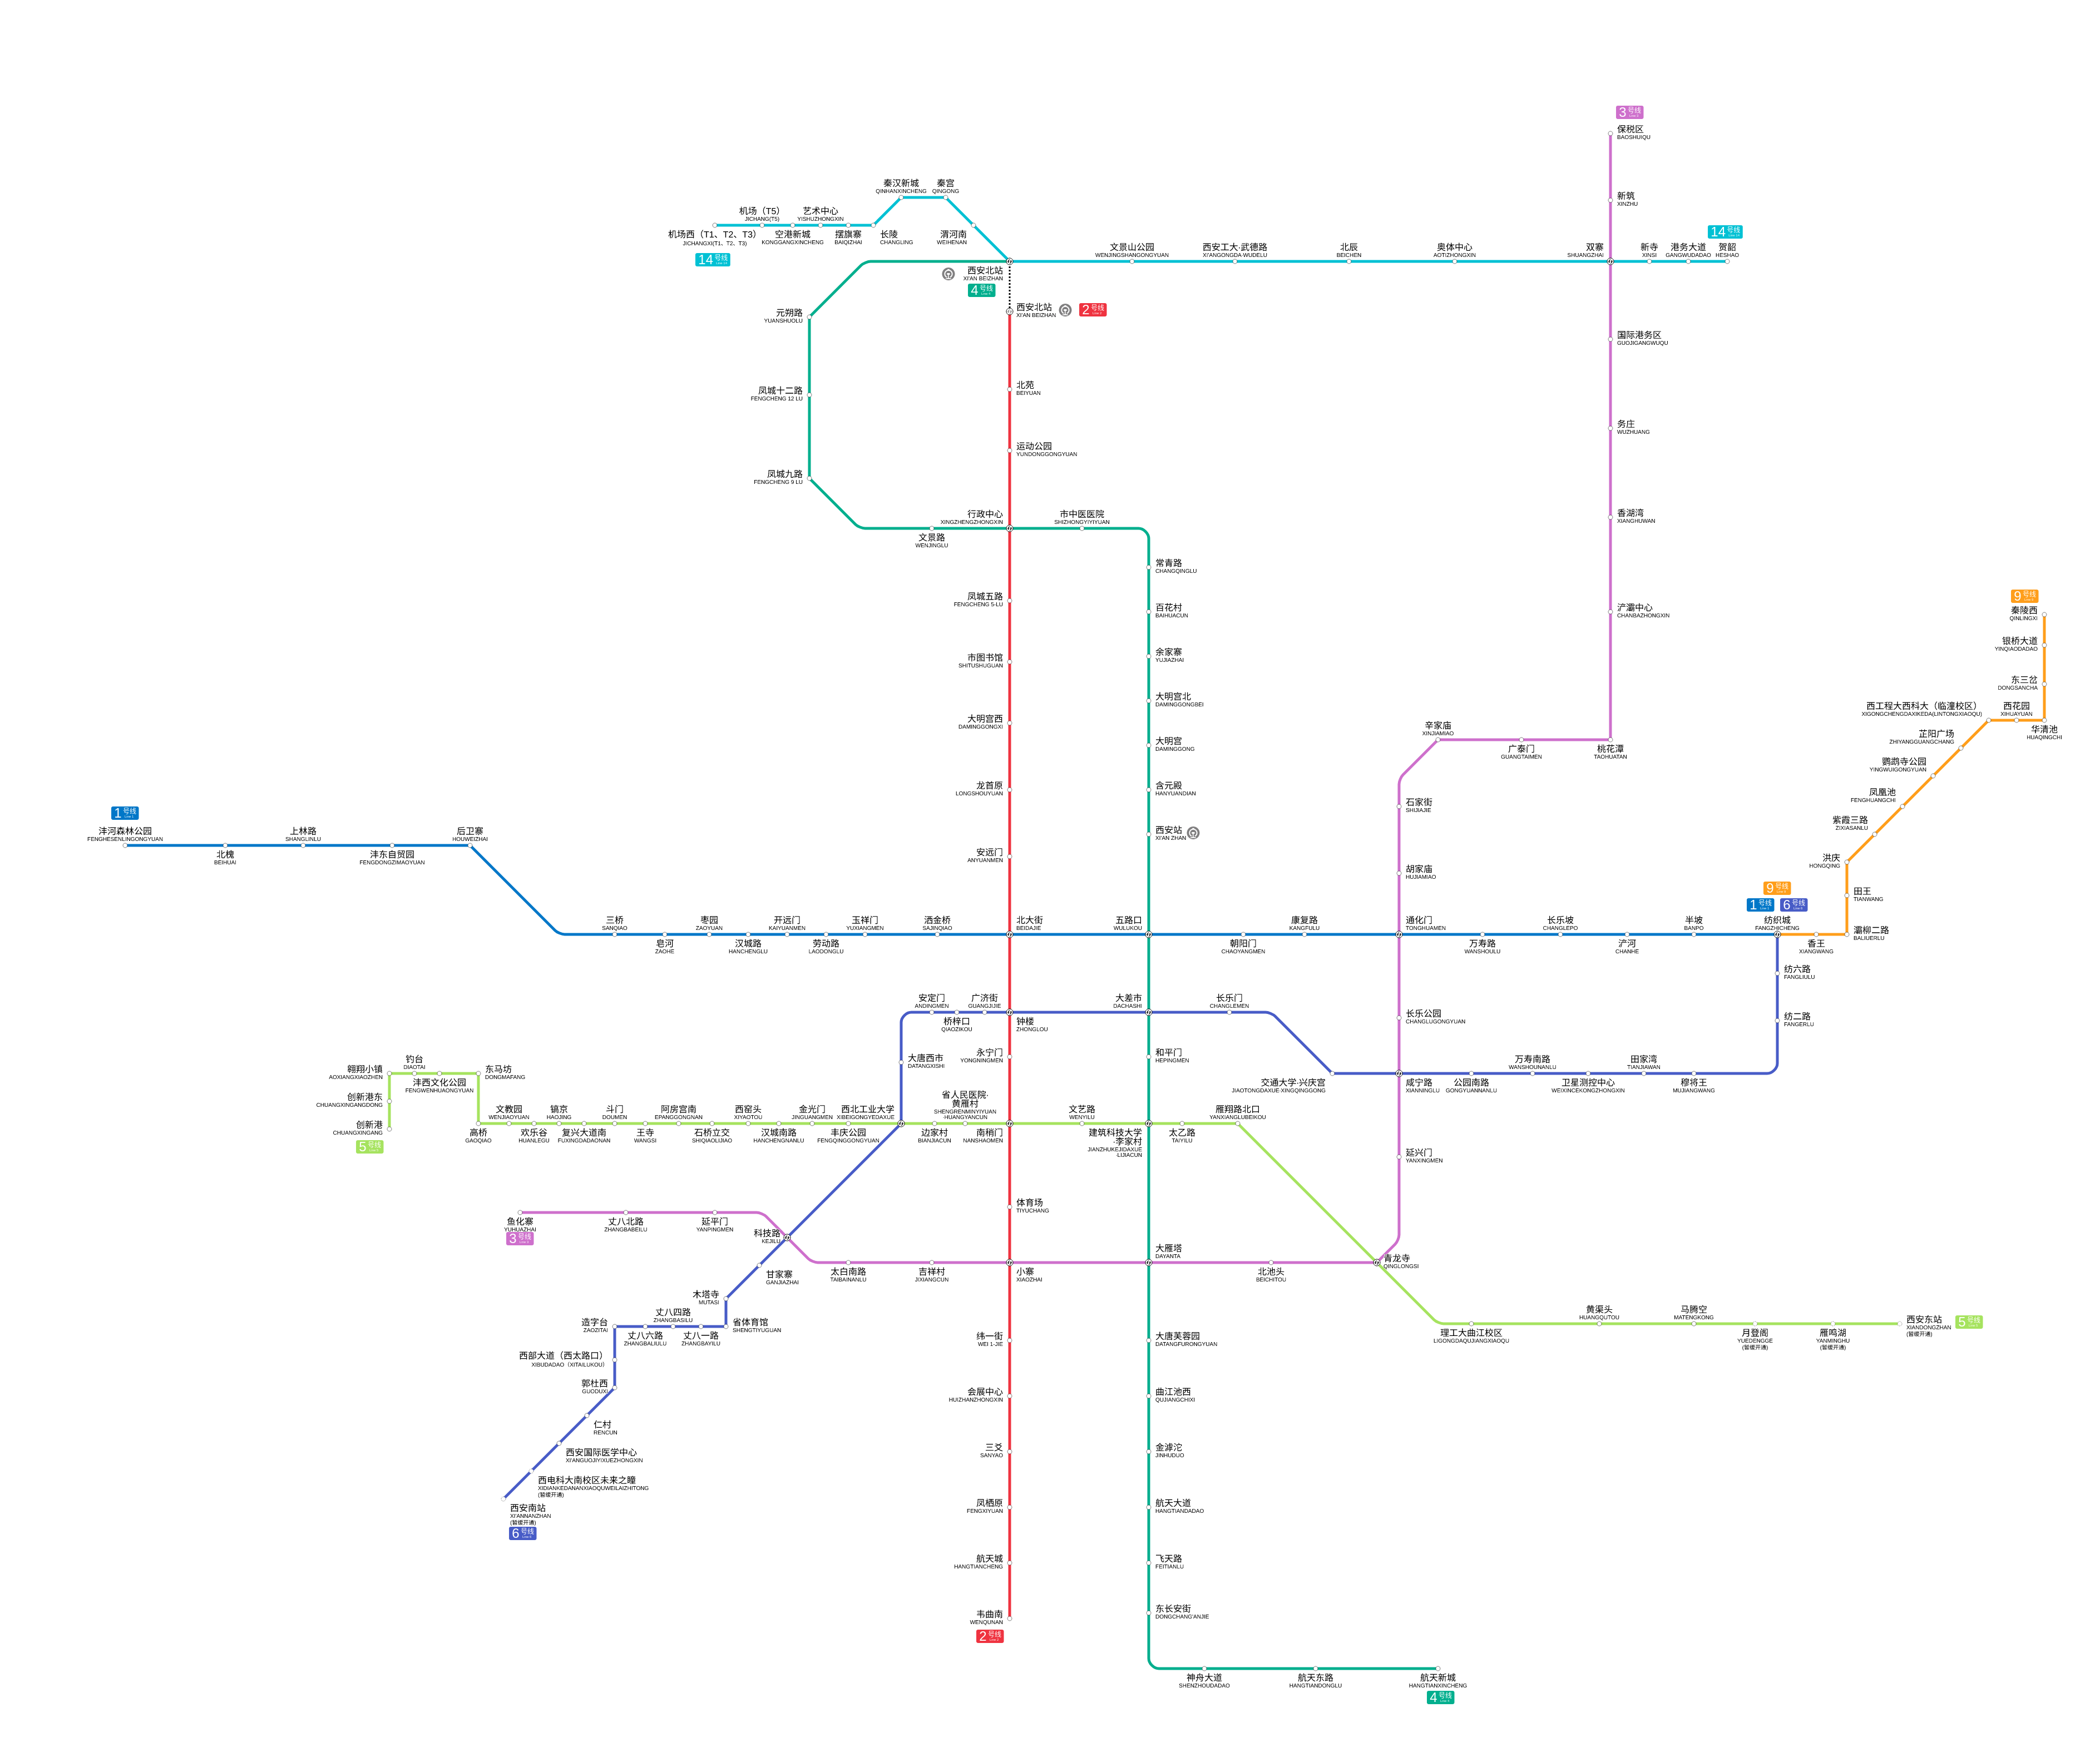 3 号线
保税区
BAOSHUIQU
新筑
XINZHU
秦汉新城
QINHANXINCHENG
秦宫
QINGONG
机场（T5）
JICHANG(T5)
艺术中心
YISHUZHONGXIN
机场西（T1、T2、T3）
JICHANGXI(T1、T2、T3)
空港新城
KONGGANGXINCHENG
摆旗寨
BAIQIZHAI
长陵
CHANGLING
渭河南
WEIHENAN
14 号线
14 号线
文景山公园
WENJINGSHANGONGYUAN
西安工大·武德路
XI'ANGONGDA·WUDELU
北辰
BEICHEN
奥体中心
AOTIZHONGXIN
双寨
SHUANGZHAI
新寺
XINSI
港务大道
GANGWUDADAO
贺韶
HESHAO
西安北站
XI'AN BEIZHAN
4 号线
西安北站
XI'AN BEIZHAN
2 号线
元朔路
YUANSHUOLU
国际港务区
GUOJIGANGWUQU
凤城十二路
FENGCHENG 12 LU
北苑
BEIYUAN
务庄
WUZHUANG
运动公园
YUNDONGGONGYUAN
凤城九路
FENGCHENG 9 LU
行政中心
XINGZHENGZHONGXIN
市中医医院
SHIZHONGYIYIYUAN
香湖湾
XIANGHUWAN
文景路
WENJINGLU
常青路
CHANGQINGLU
凤城五路
FENGCHENG 5-LU
百花村
BAIHUACUN
浐灞中心
CHANBAZHONGXIN
9 号线
秦陵西
QINLINGXI
银桥大道
YINQIAODADAO
市图书馆
SHITUSHUGUAN
余家寨
YUJIAZHAI
东三岔
DONGSANCHA
大明宫北
DAMINGGONGBEI
西工程大西科大（临潼校区）
XIGONGCHENGDAXIKEDA(LINTONGXIAOQU)
西花园
XIHUAYUAN
华清池
HUAQINGCHI
大明宫西
DAMINGGONGXI
大明宫
DAMINGGONG
辛家庙
XINJIAMIAO
广泰门
GUANGTAIMEN
桃花潭
TAOHUATAN
芷阳广场
ZHIYANGGUANGCHANG
鹦鹉寺公园
YINGWUIGONGYUAN
龙首原
LONGSHOUYUAN
含元殿
HANYUANDIAN
凤凰池
FENGHUANGCHI
石家街
SHIJIAJIE
紫霞三路
ZIXIASANLU
1 号线
沣河森林公园
FENGHESENLINGONGYUAN
上林路
SHANGLINLU
后卫寨
HOUWEIZHAI
西安站
XI'AN ZHAN
北槐
BEIHUAI
沣东自贸园
FENGDONGZIMAOYUAN
安远门
ANYUANMEN
洪庆
HONGQING
胡家庙
HUJIAMIAO
9 号线
1 号线
6 号线
田王
TIANWANG
三桥
SANQIAO
枣园
ZAOYUAN
开远门
KAIYUANMEN
玉祥门
YUXIANGMEN
洒金桥
SAJINQIAO
北大街
BEIDAJIE
五路口
WULUKOU
康复路
KANGFULU
通化门
TONGHUAMEN
长乐坡
CHANGLEPO
半坡
BANPO
纺织城
FANGZHICHENG
灞柳二路
BALIUERLU
皂河
ZAOHE
汉城路
HANCHENGLU
劳动路
LAODONGLU
朝阳门
CHAOYANGMEN
万寿路
WANSHOULU
浐河
CHANHE
香王
XIANGWANG
纺六路
FANGLIULU
安定门
ANDINGMEN
广济街
GUANGJIJIE
大差市
DACHASHI
长乐门
CHANGLEMEN
桥梓口
QIAOZIKOU
钟楼
ZHONGLOU
长乐公园
CHANGLUGONGYUAN
纺二路
FANGERLU
大唐西市
DATANGXISHI
永宁门
YONGNINGMEN
和平门
HEPINGMEN
翱翔小镇
AOXIANGXIAOZHEN
钓台
DIAOTAI
东马坊
DONGMAFANG
沣西文化公园
FENGWENHUAONGYUAN
创新港东
CHUANGXINGANGDONG
创新港
CHUANGXINGANG
5 号线
交通大学·兴庆宫
JIAOTONGDAXUE·XINGQINGGONG
咸宁路
XIANNINGLU
公园南路
GONGYUANNANLU
万寿南路
WANSHOUNANLU
卫星测控中心
WEIXINCEKONGZHONGXIN
田家湾
TIANJIAWAN
穆将王
MUJIANGWANG
文教园
WENJIAOYUAN
镐京
HAOJING
斗门
DOUMEN
阿房宫南
EPANGGONGNAN
西窑头
XIYAOTOU
金光门
JINGUANGMEN
西北工业大学
XIBEIGONGYEDAXUE
省人民医院·
黄雁村
SHENGRENMINYIYUAN
·HUANGYANCUN
文艺路
WENYILU
雁翔路北口
YANXIANGLUBEIKOU
高桥
GAOQIAO
欢乐谷
HUANLEGU
复兴大道南
FUXINGDADAONAN
王寺
WANGSI
石桥立交
SHIQIAOLIJIAO
汉城南路
HANCHENGNANLU
丰庆公园
FENGQINGGONGYUAN
边家村
BIANJIACUN
南稍门
NANSHAOMEN
建筑科技大学
·李家村
JIANZHUKEJIDAXUE
·LIJIACUN
太乙路
TAIYILU
延兴门
YANXINGMEN
鱼化寨
YUHUAZHAI
3 号线
丈八北路
ZHANGBABEILU
延平门
YANPINGMEN
科技路
KEJILU
体育场
TIYUCHANG
大雁塔
DAYANTA
青龙寺
QINGLONGSI
甘家寨
GANJIAZHAI
太白南路
TAIBAINANLU
吉祥村
JIXIANGCUN
小寨
XIAOZHAI
北池头
BEICHITOU
木塔寺
MUTASI
造字台
ZAOZITAI
丈八四路
ZHANGBASILU
省体育馆
SHENGTIYUGUAN
丈八六路
ZHANGBALIULU
丈八一路
ZHANGBAYILU
纬一街
WEI 1-JIE
大唐芙蓉园
DATANGFURONGYUAN
理工大曲江校区
LIGONGDAQUJIANGXIAOQU
黄渠头
HUANGQUTOU
马腾空
MATENGKONG
月登阁
YUEDENGGE
(暂缓开通)
雁鸣湖
YANMINGHU
(暂缓开通)
西安东站
XIANDONGZHAN
(暂缓开通)
5 号线
西部大道（西太路口）
XIBUDADAO（XITAILUKOU）
郭杜西
GUODUXI
会展中心
HUIZHANZHONGXIN
曲江池西
QUJIANGCHIXI
仁村
RENCUN
西安国际医学中心
XI'ANGUOJIYIXUEZHONGXIN
三爻
SANYAO
金滹沱
JINHUDUO
西电科大南校区未来之瞳
XIDIANKEDANANXIAOQUWEILAIZHITONG
(暂缓开通)
西安南站
XI'ANNANZHAN
(暂缓开通)
6 号线
凤栖原
FENGXIYUAN
航天大道
HANGTIANDADAO
航天城
HANGTIANCHENG
飞天路
FEITIANLU
韦曲南
WENQUNAN
2 号线
东长安街
DONGCHANG'ANJIE
神舟大道
SHENZHOUDADAO
航天东路
HANGTIANDONGLU
航天新城
HANGTIANXINCHENG
4 号线